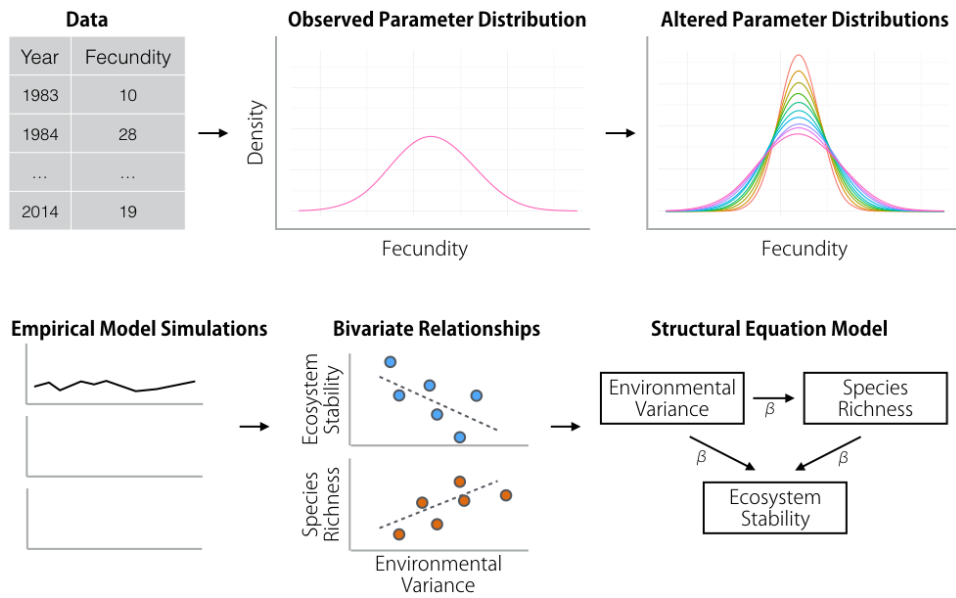 Data
Year Fecundity
1983 10
1984 28
... ...
2014 19
Observed Parameter Distribution
Density
Fecundity
Altered Parameter Distributions
Fecundity
Empirical Model Simulations
Bivariate Relationships
Ecosystem
Stability
Species
Richness
Environmental
Variance
Structural Equation Model
Environmental
Variance
β
Species
Richness
β
β
Ecosystem
Stability